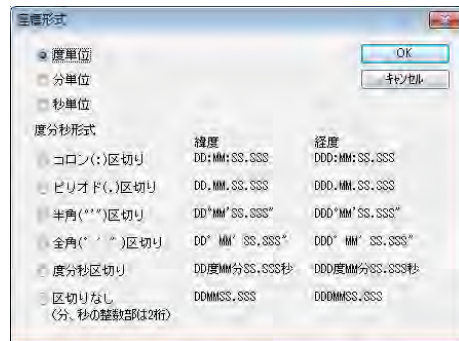 座標形式
度単位
OK
分単位
キャンセル
秒単位
度分秒形式
緯度 経度
コロン(:)区切り DD:MM:SS.SSS DDD:MM:SS.SSS
ピリオド(.)区切り DD.MM.SS.SSS DDD.MM.SS.SSS
半角(°'")区切り DD°MM'SS.SSS" DDD°MM'SS.SSS"
全角(° ′ ″)区切り DD° MM′ SS.SSS″ DDD° MM′ SS.SSS″
度分秒区切り DD度MM分SS.SSS秒 DDD度MM分SS.SSS秒
区切りなし DDMMSS.SSS DDDMMSS.SSS
(分、秒の整数部は2桁)